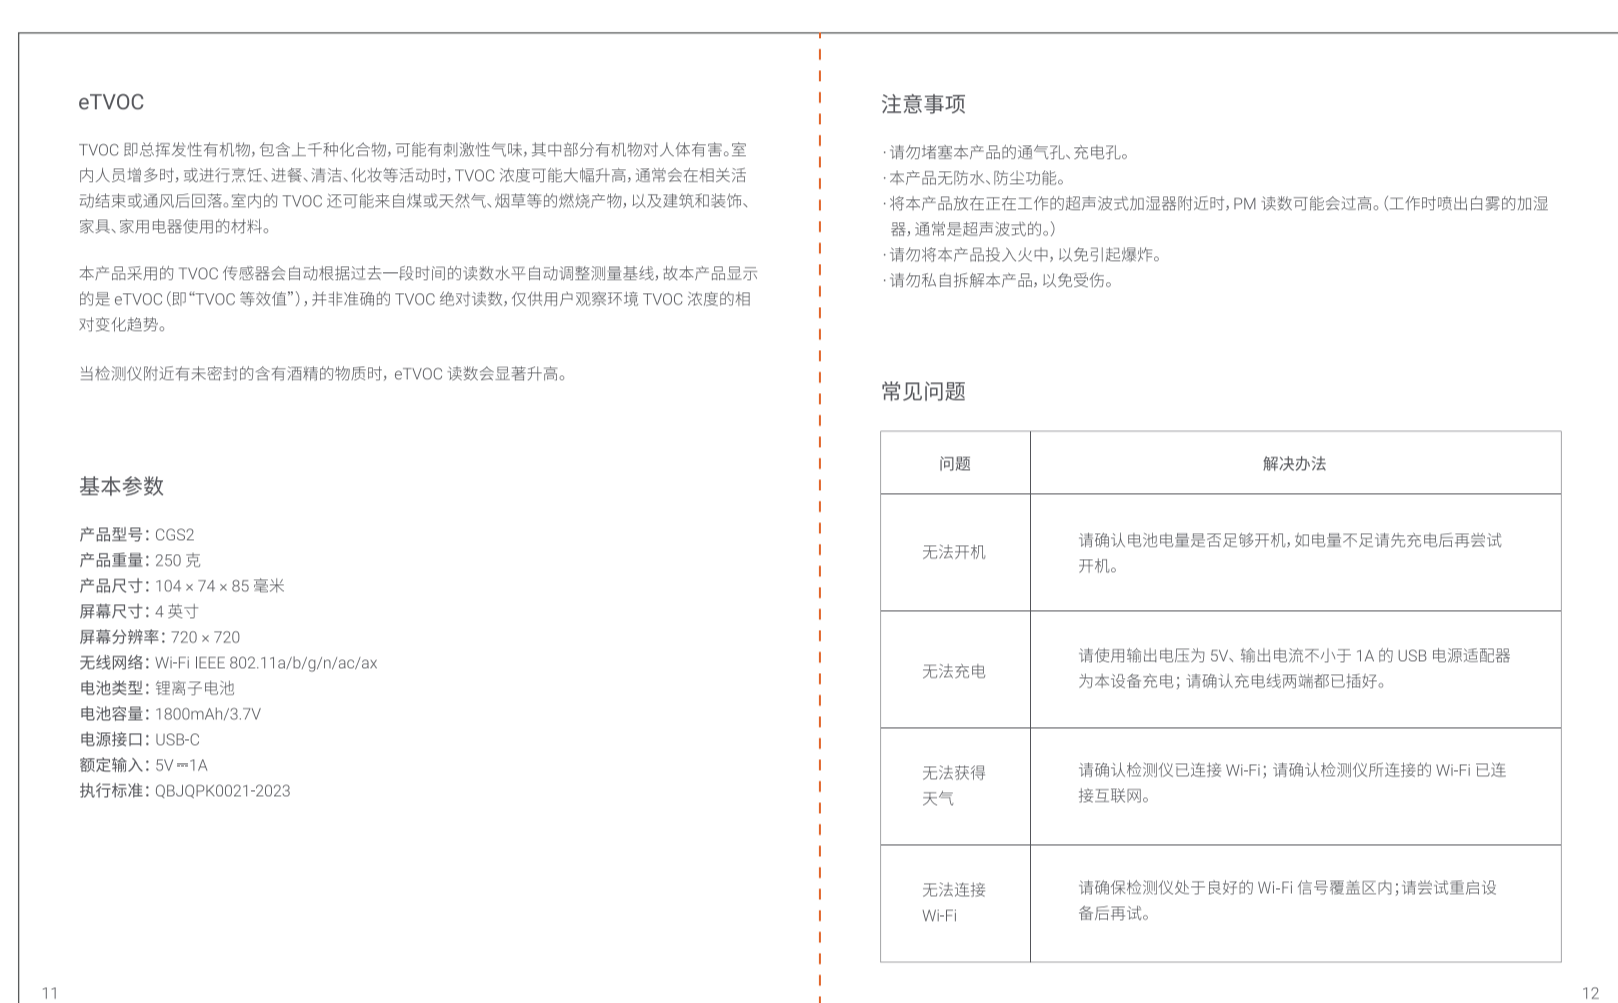 eTVOC
TVOC 即总挥发性有机物，包含上千种化合物，可能有刺激性气味，其中部分有机物对人体有害。室
内人员增多时，或进行烹饪、进餐、清洁、化妆等活动时，TVOC 浓度可能大幅升高，通常会在相关活
动结束或通风后回落。室内的 TVOC 还可能来自煤或天然气、烟草等的燃烧产物，以及建筑和装饰、
家具、家用电器使用的材料。
本产品采用的 TVOC 传感器会自动根据过去一段时间的读数水平自动调整测量基线，故本产品显示
的是 eTVOC（即“TVOC 等效值”），并非准确的 TVOC 绝对读数，仅供用户观察环境 TVOC 浓度的相
对变化趋势。
当检测仪附近有未密封的含有酒精的物质时，eTVOC 读数会显著升高。
基本参数
产品型号：CGS2
产品重量：250 克
产品尺寸：104 × 74 × 85 毫米
屏幕尺寸：4 英寸
屏幕分辨率：720 × 720
无线网络：Wi-Fi IEEE 802.11a/b/g/n/ac/ax
电池类型：锂离子电池
电池容量：1800mAh/3.7V
电源接口：USB-C
额定输入：5V⎓1A
执行标准：QBJQPK0021-2023
11
注意事项
·请勿堵塞本产品的通气孔、充电孔。
·本产品无防水、防尘功能。
·将本产品放在正在工作的超声波式加湿器附近时，PM 读数可能会过高。（工作时喷出白雾的加湿
器，通常是超声波式的。）
·请勿将本产品投入火中，以免引起爆炸。
·请勿私自拆解本产品，以免受伤。
常见问题
问题
解决办法
无法开机
请确认电池电量是否足够开机，如电量不足请先充电后再尝试
开机。
无法充电
请使用输出电压为 5V、输出电流不小于 1A 的 USB 电源适配器
为本设备充电；请确认充电线两端都已插好。
无法获得
天气
请确认检测仪已连接 Wi-Fi；请确认检测仪所连接的 Wi-Fi 已连
接互联网。
无法连接
Wi-Fi
请确保检测仪处于良好的 Wi-Fi 信号覆盖区内；请尝试重启设
备后再试。
12